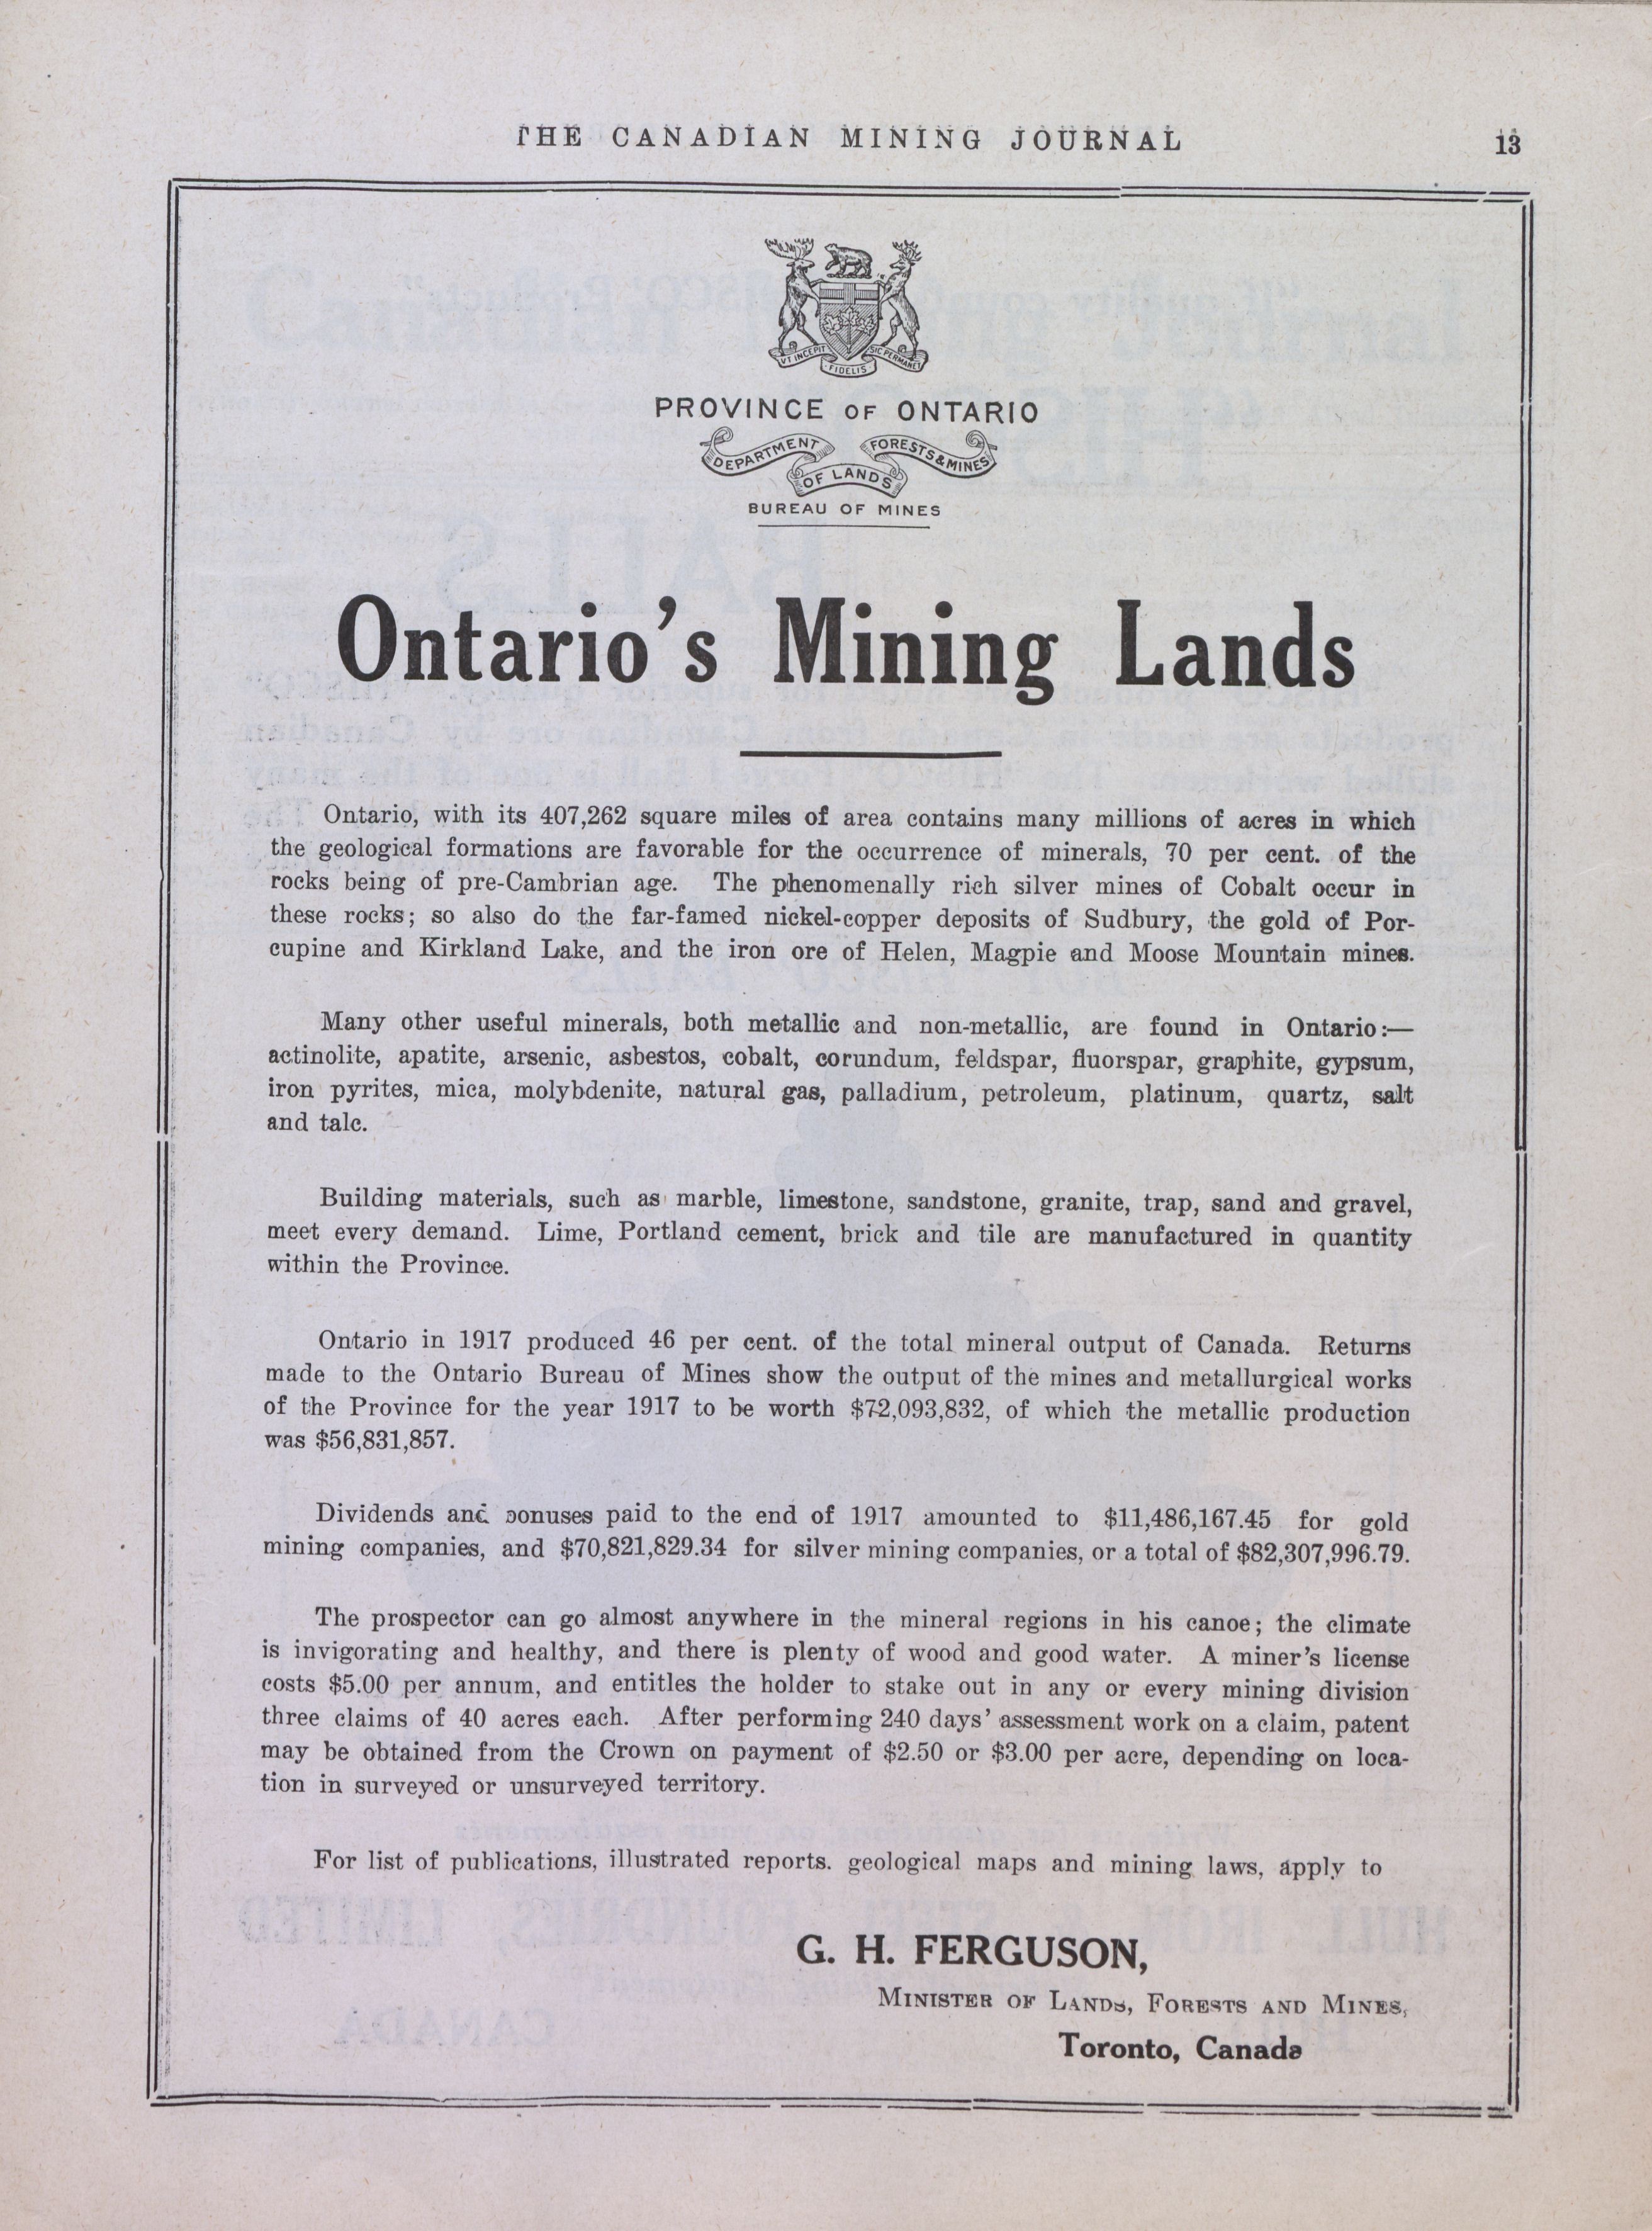 THE CANADIAN MINING JOURNAL
13
VT INCEPIT
FIDELIS
SIC PERMANET
PROVINCE OF ONTARIO
DEPARTMENT
OF LANDS
FORESTS & MINES
BUREAU OF MINES
Ontario's Mining Lands
Ontario, with its 407,262 square miles of area contains many millions of acres in which
the geological formations are favorable for the occurrence of minerals, 70 per cent. of the
rocks being of pre-Cambrian age. The phenomenally rich silver mines of Cobalt occur in
these rocks; so also do the far-famed nickel-copper deposits of Sudbury, the gold of Por-
cupine and Kirkland Lake, and the iron ore of Helen, Magpie and Moose Mountain mines.
Many other useful minerals, both metallic and non-metallic, are found in Ontario:—
actinolite, apatite, arsenic, asbestos, cobalt, corundum, feldspar, fluorspar, graphite, gypsum,
iron pyrites, mica, molybdenite, natural gas, palladium, petroleum, platinum, quartz, salt
and talc.
Building materials, such as marble, limestone, sandstone, granite, trap, sand and gravel,
meet every demand. Lime, Portland cement, brick and tile are manufactured in quantity
within the Province.
Ontario in 1917 produced 46 per cent. of the total mineral output of Canada. Returns
made to the Ontario Bureau of Mines show the output of the mines and metallurgical works
of the Province for the year 1917 to be worth $72,093,832, of which the metallic production
was $56,831,857.
Dividends and bonuses paid to the end of 1917 amounted to $11,486,167.45 for gold
mining companies, and $70,821,829.34 for silver mining companies, or a total of $82,307,996.79.
The prospector can go almost anywhere in the mineral regions in his canoe; the climate
is invigorating and healthy, and there is plenty of wood and good water. A miner's license
costs $5.00 per annum, and entitles the holder to stake out in any or every mining division
three claims of 40 acres each. After performing 240 days' assessment work on a claim, patent
may be obtained from the Crown on payment of $2.50 or $3.00 per acre, depending on loca-
tion in surveyed or unsurveyed territory.
For list of publications, illustrated reports. geological maps and mining laws, apply to
G. H. FERGUSON,
MINISTER OF LANDS, FORESTS AND MINES,
Toronto, Canada